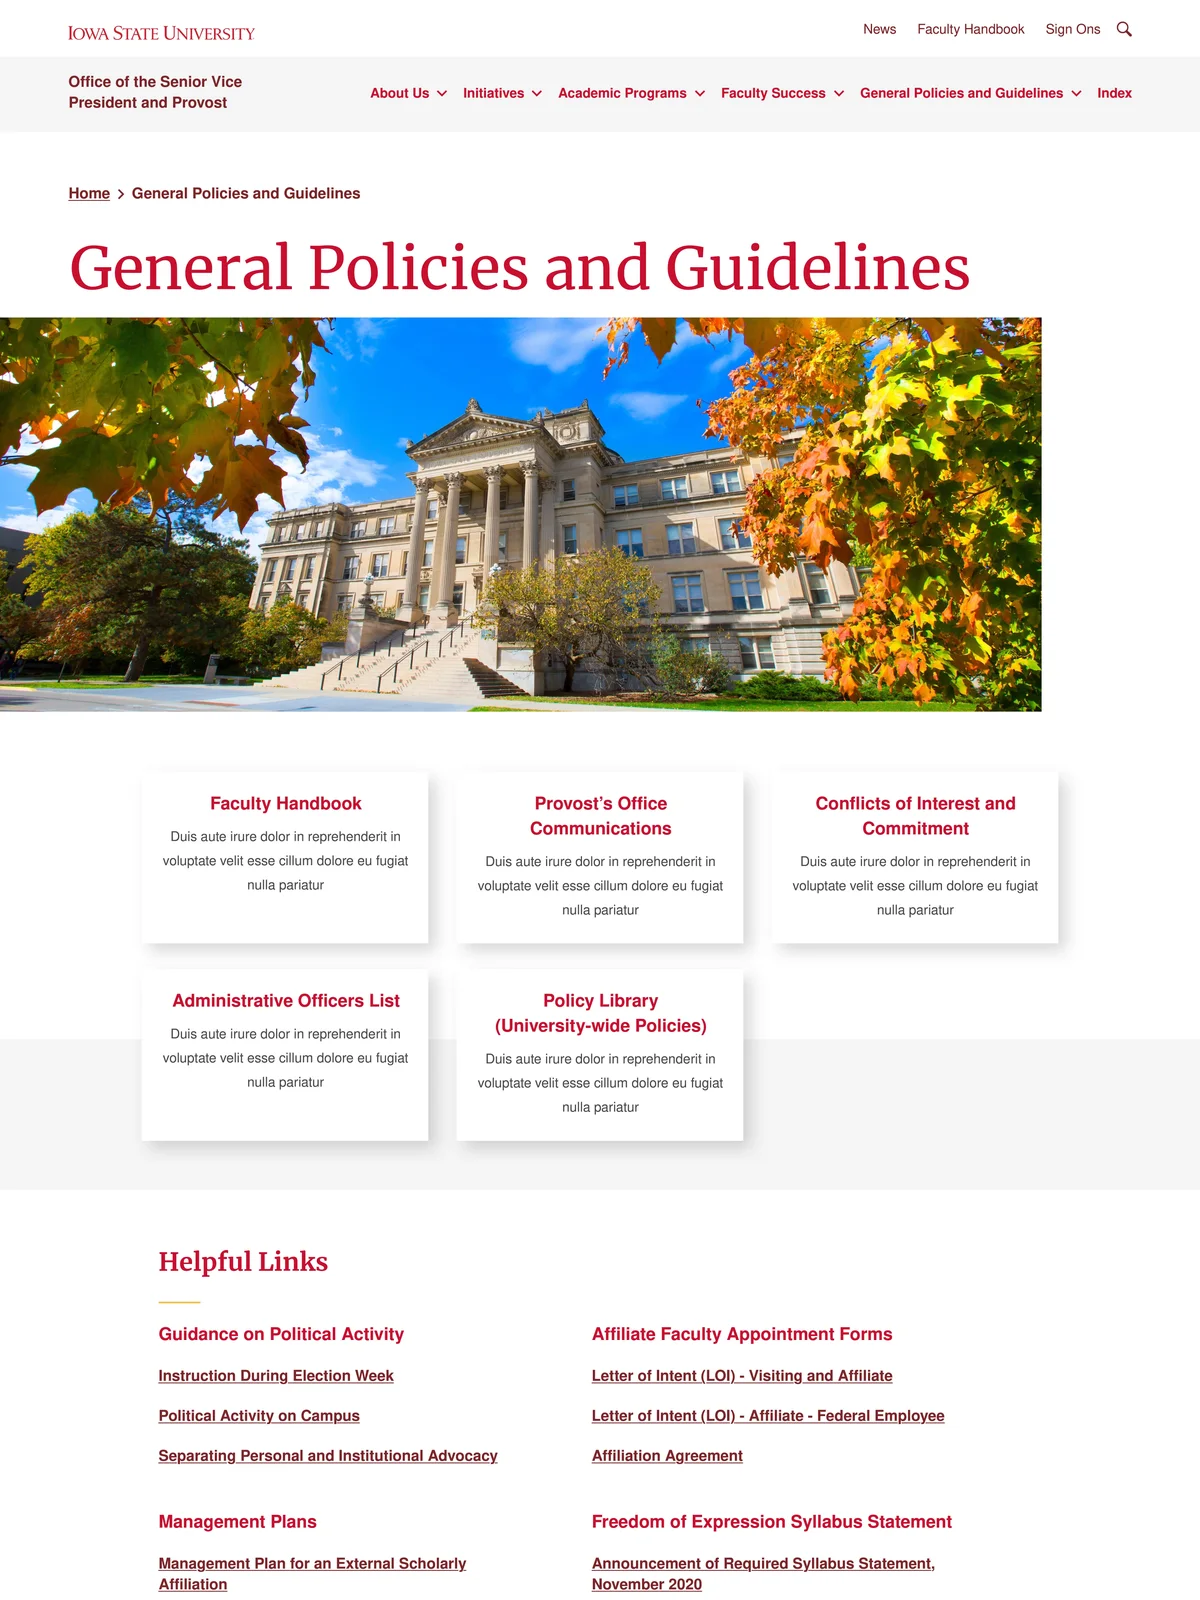 IOWA STATE UNIVERSITY
News Faculty Handbook Sign Ons
Office of the Senior Vice
President and Provost
About Us Initiatives Academic Programs Faculty Success General Policies and Guidelines Index
Home General Policies and Guidelines
General Policies and Guidelines
Faculty Handbook
Duis aute irure dolor in reprehenderit in
voluptate velit esse cillum dolore eu fugiat
nulla pariatur
Provost’s Office
Communications
Duis aute irure dolor in reprehenderit in
voluptate velit esse cillum dolore eu fugiat
nulla pariatur
Conflicts of Interest and
Commitment
Duis aute irure dolor in reprehenderit in
voluptate velit esse cillum dolore eu fugiat
nulla pariatur
Administrative Officers List
Duis aute irure dolor in reprehenderit in
voluptate velit esse cillum dolore eu fugiat
nulla pariatur
Policy Library
(University-wide Policies)
Duis aute irure dolor in reprehenderit in
voluptate velit esse cillum dolore eu fugiat
nulla pariatur
Helpful Links
Guidance on Political Activity
Instruction During Election Week
Political Activity on Campus
Separating Personal and Institutional Advocacy
Affiliate Faculty Appointment Forms
Letter of Intent (LOI) - Visiting and Affiliate
Letter of Intent (LOI) - Affiliate - Federal Employee
Affiliation Agreement
Management Plans
Management Plan for an External Scholarly
Affiliation
Freedom of Expression Syllabus Statement
Announcement of Required Syllabus Statement,
November 2020